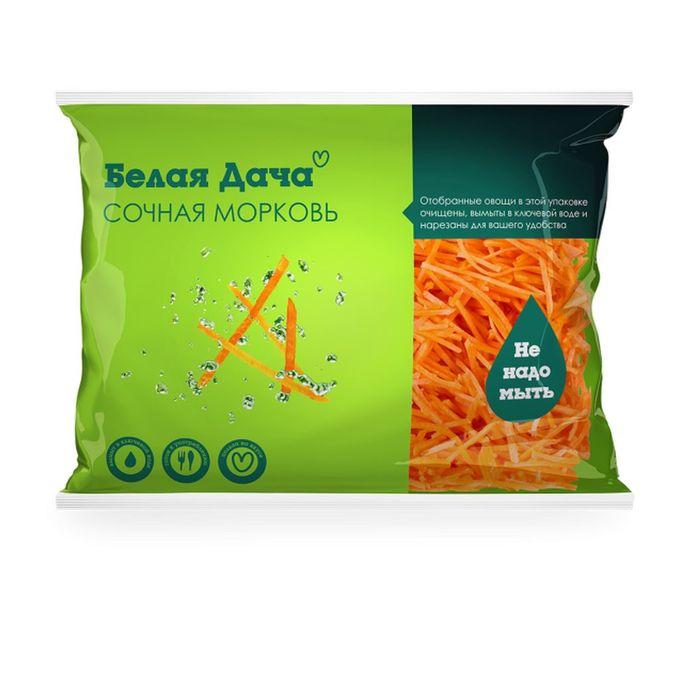 Белая Дача
СОЧНАЯ МОРКОВЬ
Отобранные овощи в этой упаковке
очищены, вымыты в ключевой воде и
нарезаны для вашего удобства
Не
надо
мыть